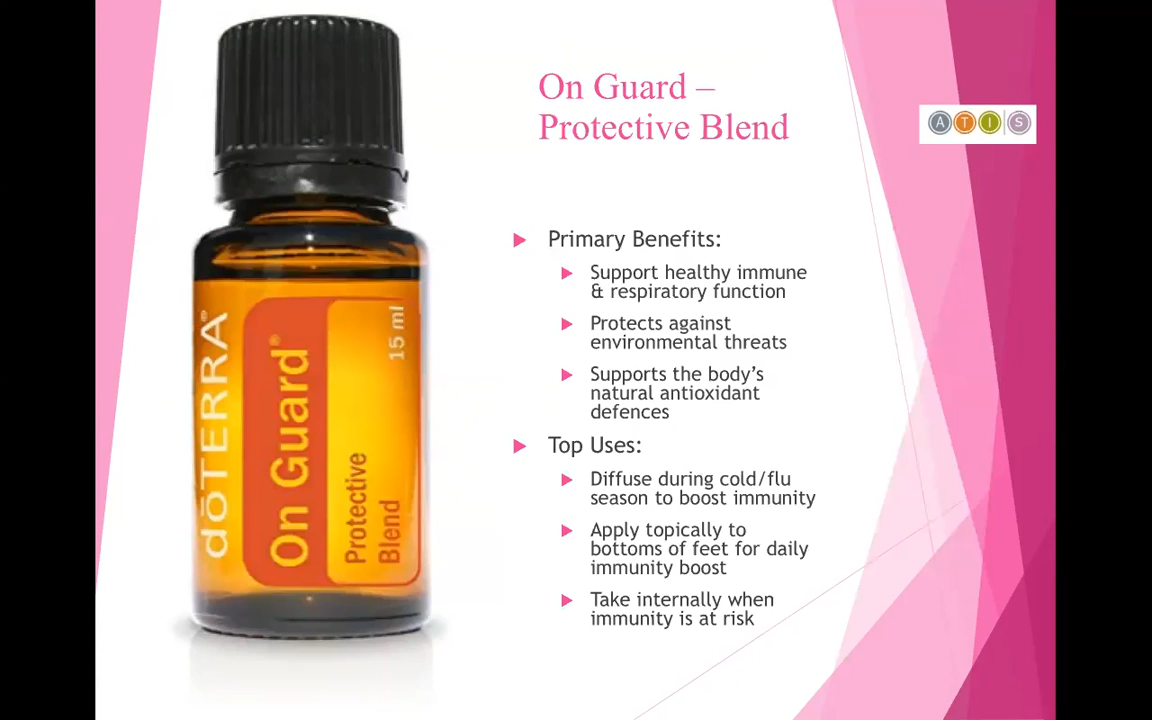 On Guard –
Protective Blend
A T I S
Primary Benefits:
Support healthy immune
& respiratory function
Protects against
environmental threats
Supports the body's
natural antioxidant
defences
Top Uses:
Diffuse during cold/flu
season to boost immunity
Apply topically to
bottoms of feet for daily
immunity boost
Take internally when
immunity is at risk
dōTERRA®
On Guard®
Protective
Blend
15 ml